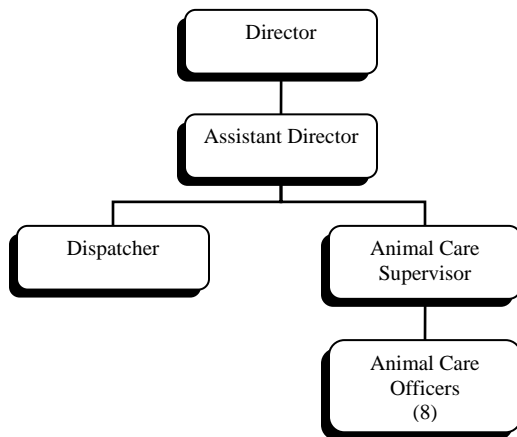 Director
Assistant Director
Dispatcher
Animal Care
Supervisor
Animal Care
Officers
(8)